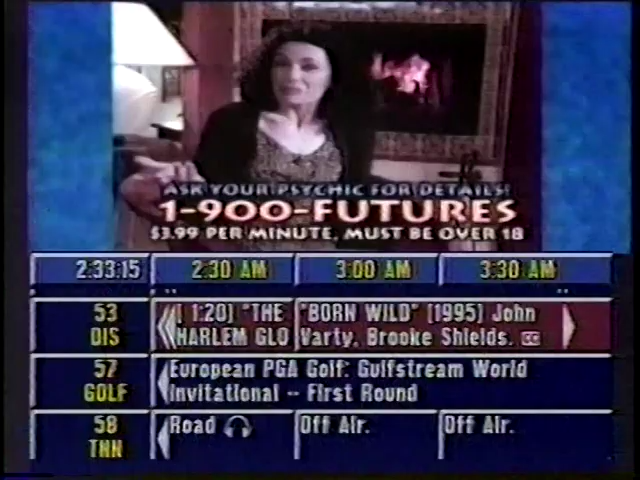 ASK YOUR PSYCHIC FOR DETAILS!
1-900-FUTURES
$3.99 PER MINUTE, MUST BE OVER 18
2:33:15 2:30 AM 3:00 AM 3:30 AM
53 [ 1:20] "THE "BORN WILD" [1995] John
DIS HARLEM GLO Varty, Brooke Shields. CC
57 European PGA Golf: Gulfstream World
GOLF Invitational -- First Round
58 Road Off Air. Off Air.
TNN